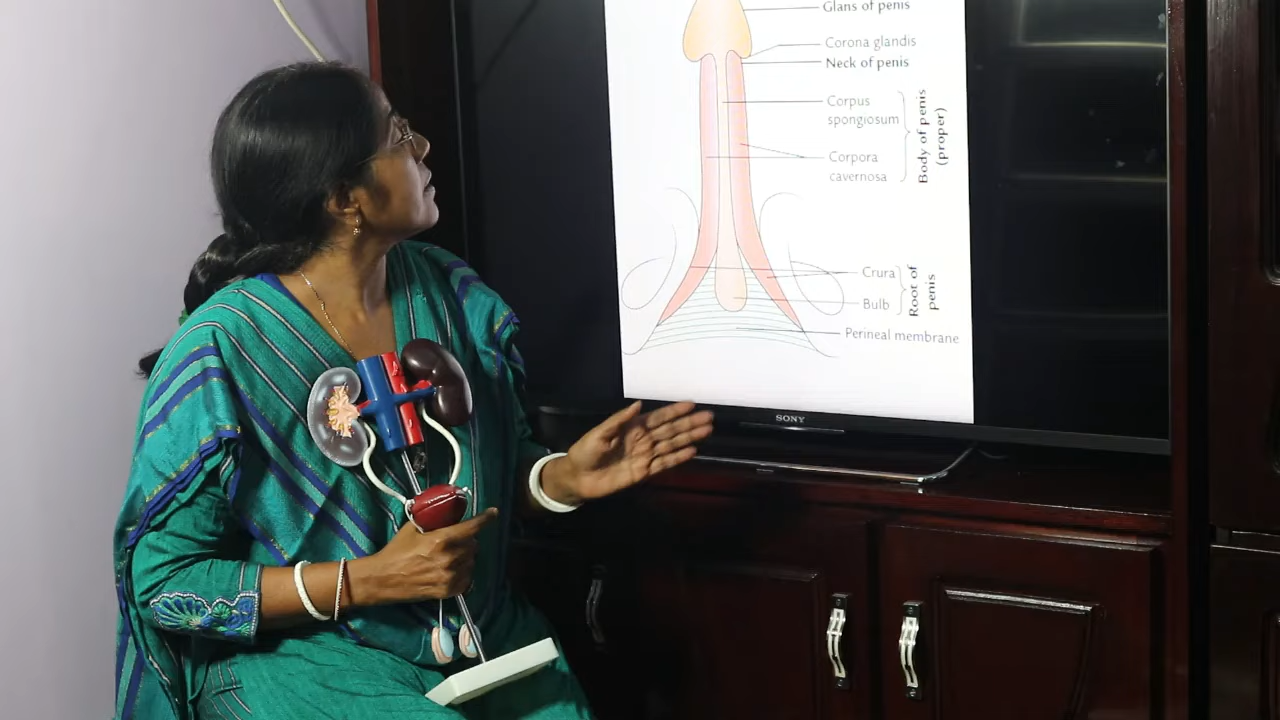 Glans of penis
Corona glandis
Neck of penis
Corpus
spongiosum
Corpora
cavernosa
Body of penis
(proper)
Crura
Bulb
Root of
penis
Perineal membrane
SONY